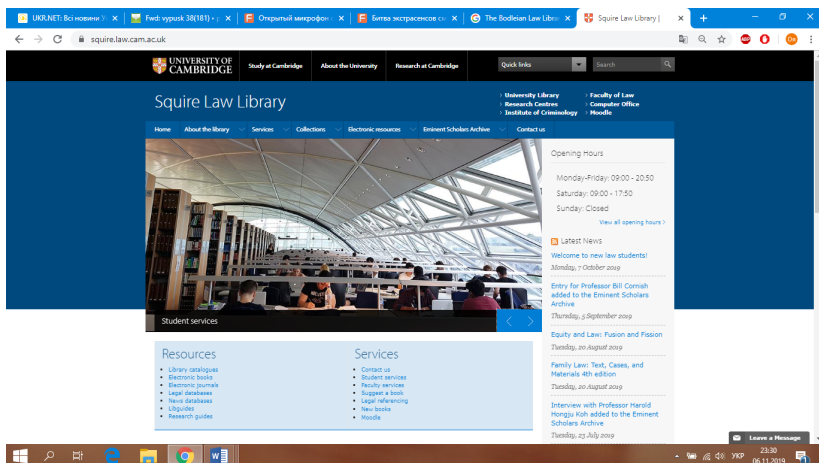 UKR.NET: Всі новини У
Fwd: vypusk 38(181) •
Открытый микрофон
Битва экстрасенсов
The Bodleian Law Libra
Squire Law Library |
squire.law.cam.ac.uk
UNIVERSITY OF
CAMBRIDGE
Study at Cambridge
About the University
Research at Cambridge
Quick links
Search
Squire Law Library
University Library
Research Centres
Institute of Criminology
Faculty of Law
Computer Office
Moodle
Home
About the library
Services
Collections
Electronic resources
Eminent Scholars Archive
Contact us
Student services
Opening Hours
Monday-Friday: 09:00 - 20:50
Saturday: 09:00 - 17:50
Sunday: Closed
View all opening hours >
Latest News
Welcome to new law students!
Monday, 7 October 2019
Entry for Professor Bill Cornish
added to the Eminent Scholars
Archive
Thursday, 5 September 2019
Equity and Law: Fusion and Fission
Tuesday, 20 August 2019
Family Law: Text, Cases, and
Materials 4th edition
Tuesday, 20 August 2019
Interview with Professor Harold
Hongju Koh added to the Eminent
Scholars Archive
Tuesday, 23 July 2019
Resources
Library catalogues
Electronic books
Electronic journals
Legal databases
News databases
Libguides
Research guides
Services
Contact us
Student services
Faculty services
Suggest a book
Legal referencing
New books
Moodle
Leave a Message
УКР
23:30
06.11.2019